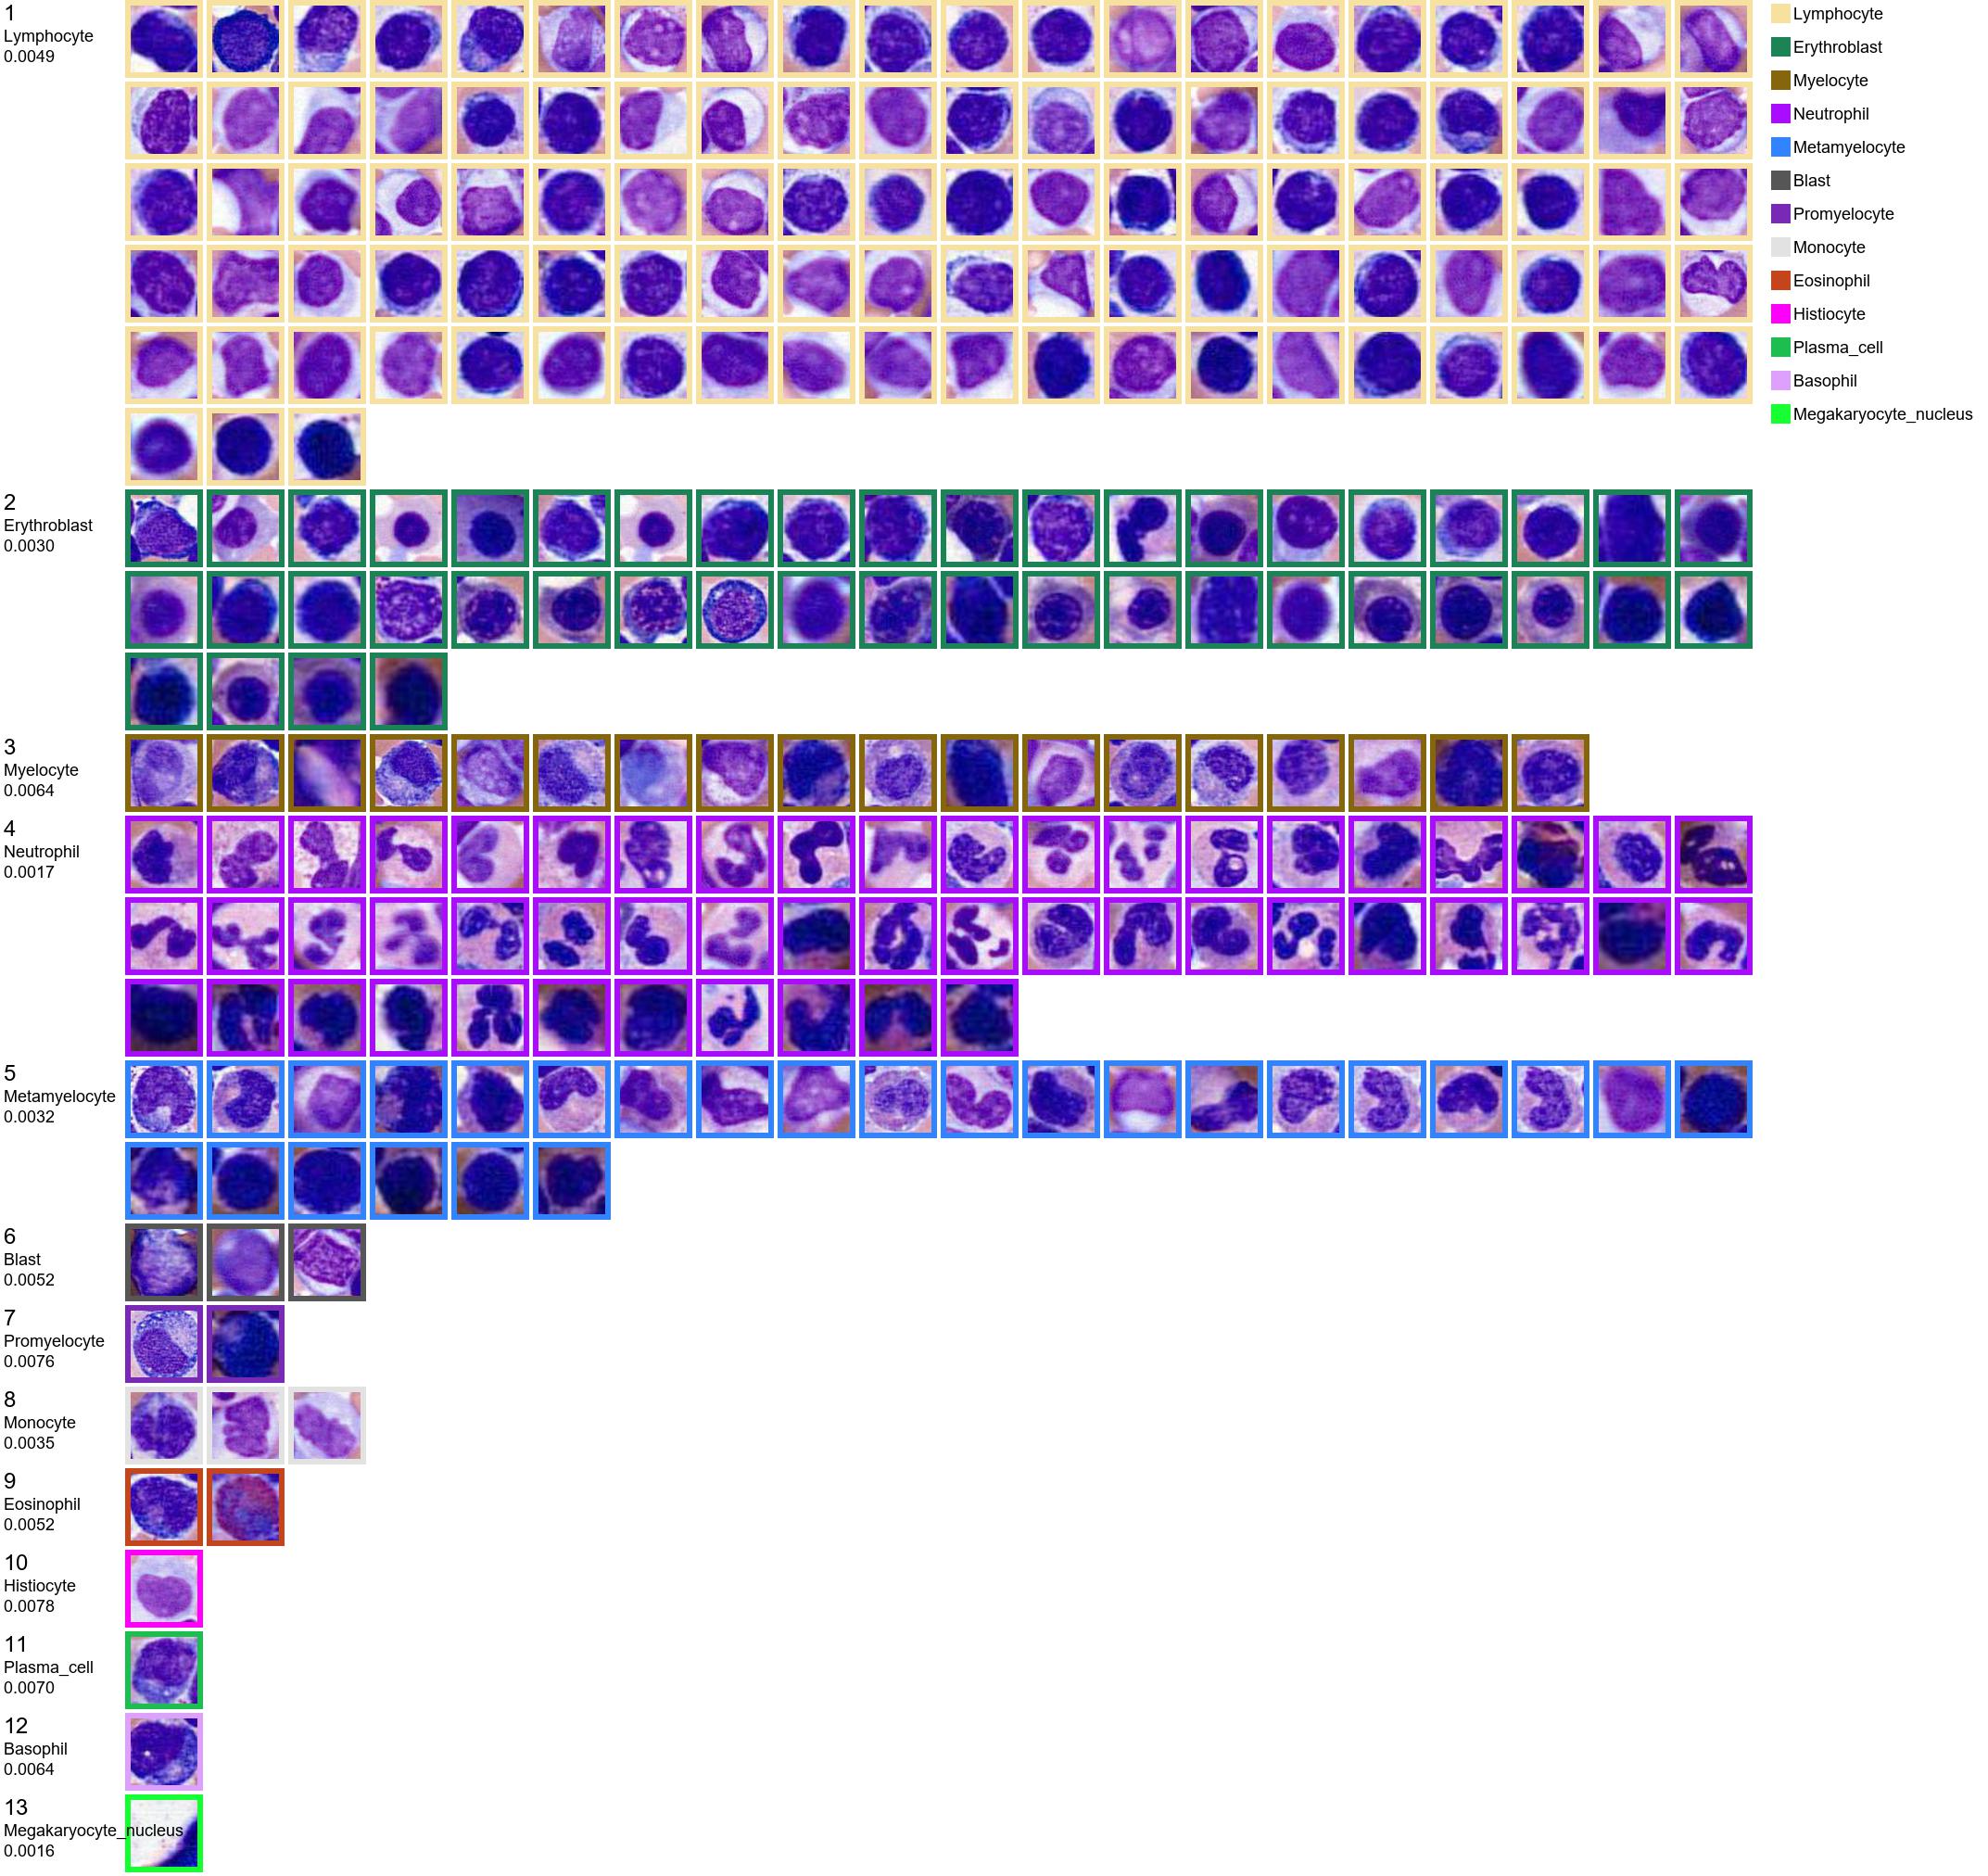 1
Lymphocyte
0.0049
2
Erythroblast
0.0030
3
Myelocyte
0.0064
4
Neutrophil
0.0017
5
Metamyelocyte
0.0032
6
Blast
0.0052
7
Promyelocyte
0.0076
8
Monocyte
0.0035
9
Eosinophil
0.0052
10
Histiocyte
0.0078
11
Plasma_cell
0.0070
12
Basophil
0.0064
13
Megakaryocyte_nucleus
0.0016
Lymphocyte
Erythroblast
Myelocyte
Neutrophil
Metamyelocyte
Blast
Promyelocyte
Monocyte
Eosinophil
Histiocyte
Plasma_cell
Basophil
Megakaryocyte_nucleus